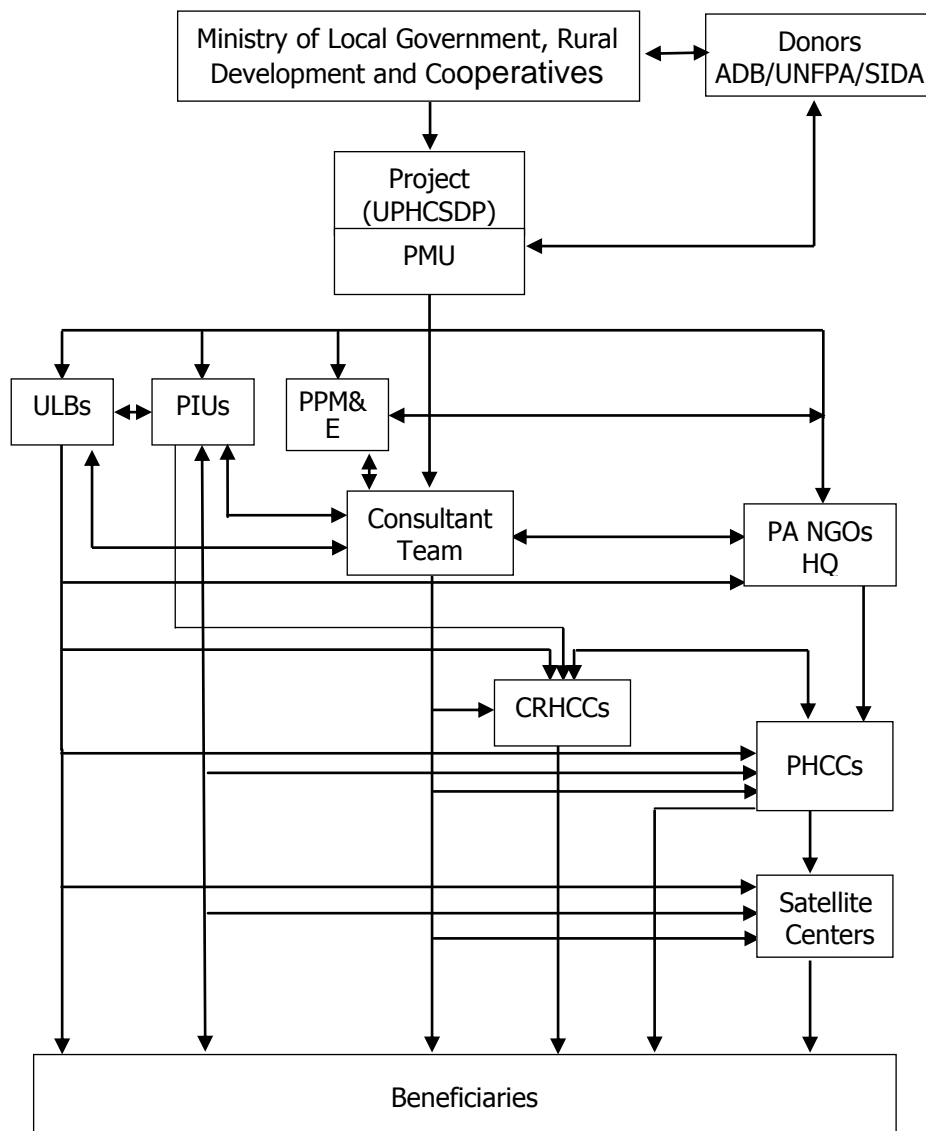 Ministry of Local Government, Rural
Development and Cooperatives
Donors
ADB/UNFPA/SIDA
Project
(UPHCSDP)
PMU
ULBs
PIUs
PPM&
E
Consultant
Team
PA NGOs
HQ
CRHCCs
PHCCs
Satellite
Centers
Beneficiaries